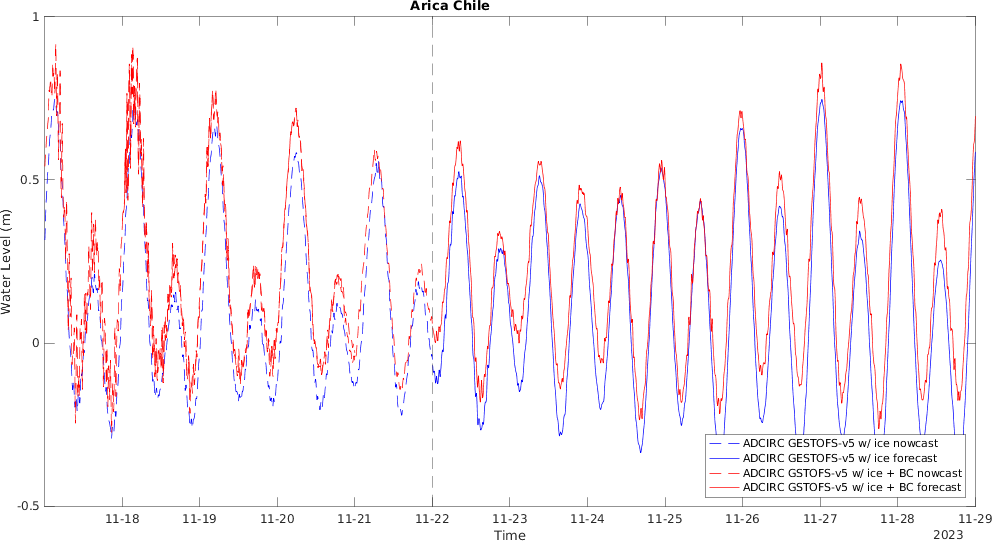 Arica Chile
1
0.5
0
-0.5
Water Level (m)
ADCIRC GESTOFS-v5 w/ ice nowcast
ADCIRC GESTOFS-v5 w/ ice forecast
ADCIRC GSTOFS-v5 w/ ice + BC nowcast
ADCIRC GSTOFS-v5 w/ ice + BC forecast
11-18 11-19 11-20 11-21 11-22 11-23 11-24 11-25 11-26 11-27 11-28 11-29
Time
2023